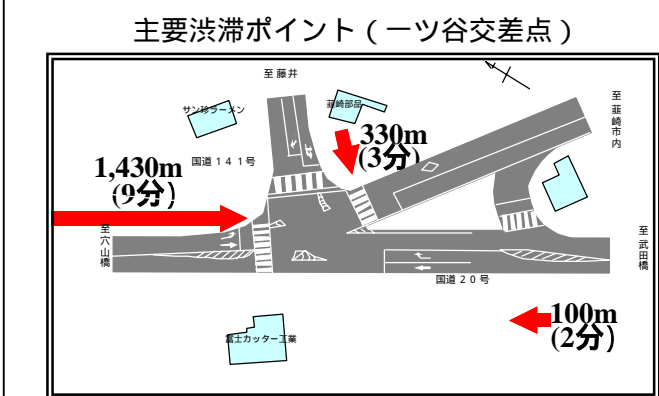 主要渋滞ポイント（一ツ谷交差点）
至 藤井
サン珍ラーメン
韮崎部品
至 韮崎市内
国道１４１号
330m
(3分)
1,430m
(9分)
至 穴山橋
至 武田橋
国道２０号
富士カッター工業
100m
(2分)